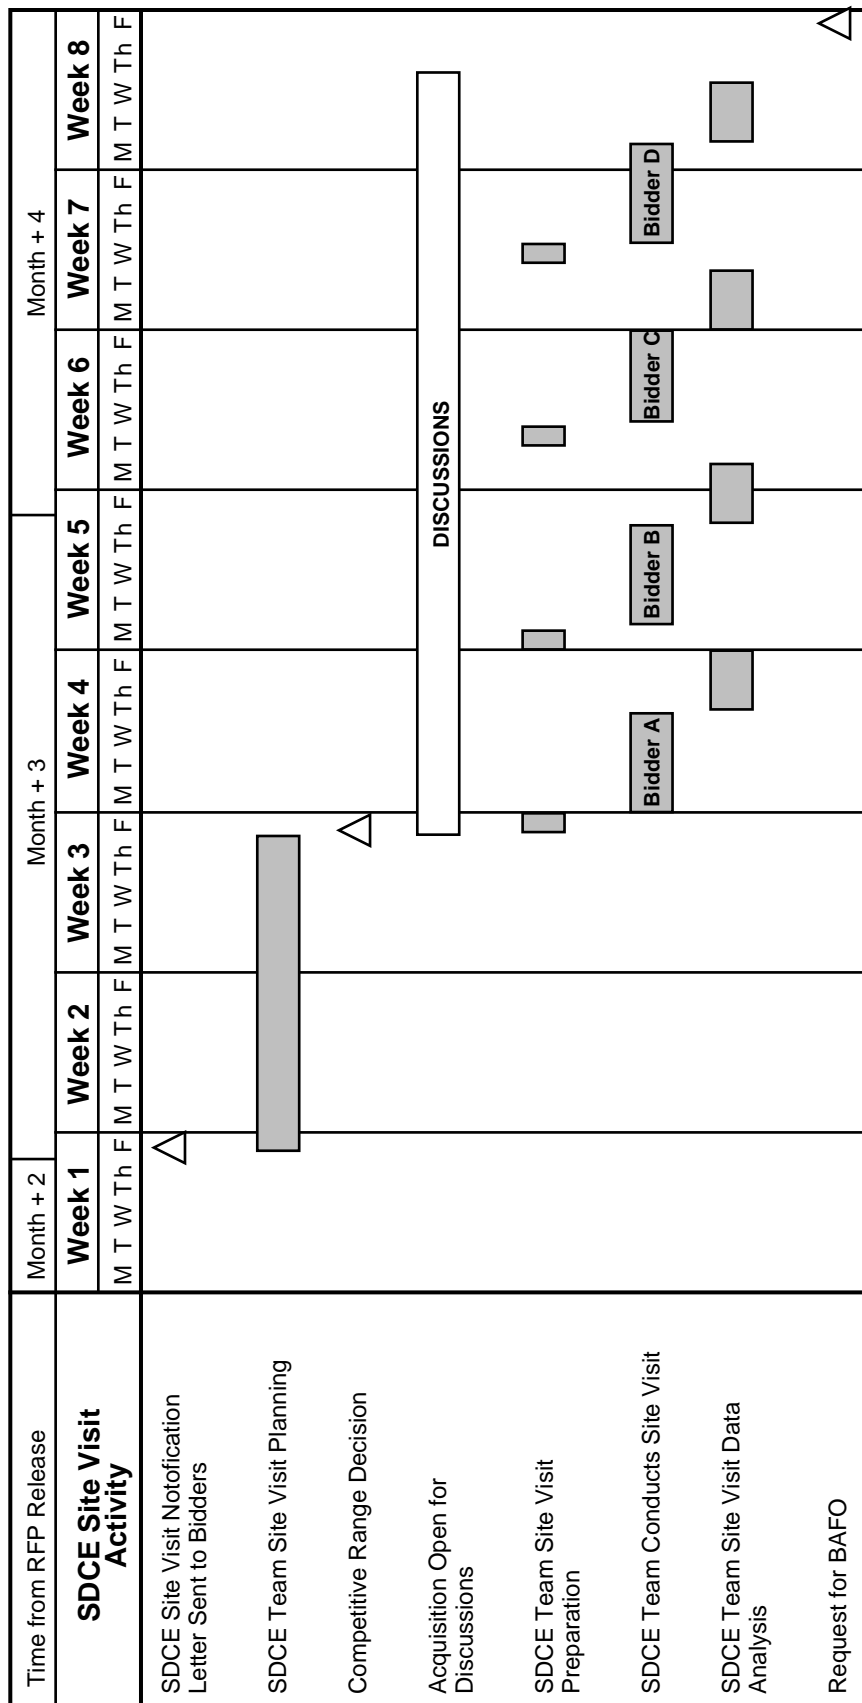 Time from RFP Release
Month + 2
Month + 3
Month + 4
SDCE Site Visit
Activity
Week 1
Week 2
Week 3
Week 4
Week 5
Week 6
Week 7
Week 8
M T W Th F
M T W Th F
M T W Th F
M T W Th F
M T W Th F
M T W Th F
M T W Th F
M T W Th F
SDCE Site Visit Notofication
Letter Sent to Bidders
SDCE Team Site Visit Planning
Competitive Range Decision
Acquisition Open for
Discussions
DISCUSSIONS
SDCE Team Site Visit
Preparation
SDCE Team Conducts Site Visit
Bidder A
Bidder B
Bidder C
Bidder D
SDCE Team Site Visit Data
Analysis
Request for BAFO